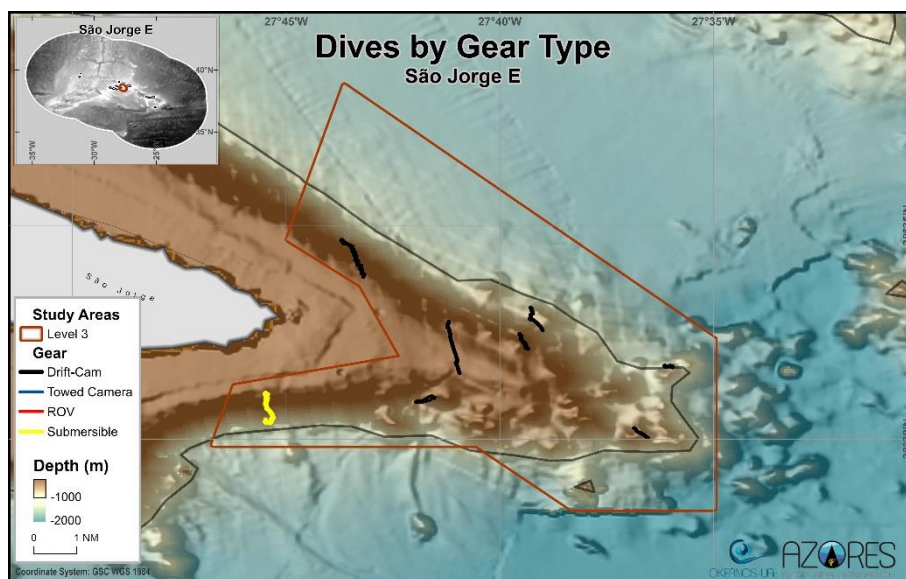 São Jorge E
40°N
35°N
35°W
30°W
25°W
27°45'W
27°40'W
27°35'W
Dives by Gear Type
São Jorge E
São Jorge
Study Areas
Level 3
Gear
Drift-Cam
Towed Camera
ROV
Submersible
Depth (m)
-1000
-2000
0 1 NM
Coordinate System: GSC WGS 1984
OKEANOS-UAc
AZORES